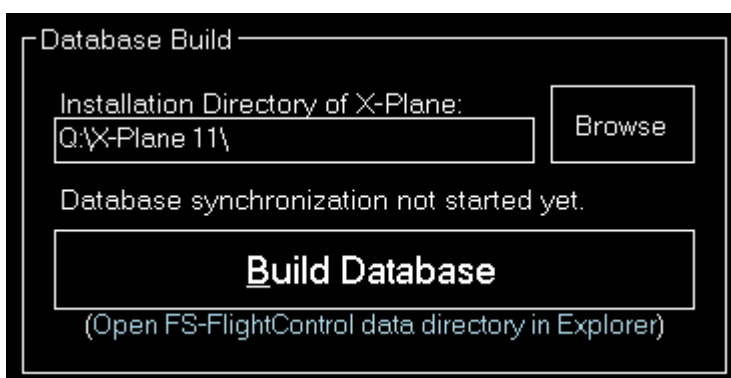 Database Build
Installation Directory of X-Plane:
Q:\X-Plane 11\
Browse
Database synchronization not started yet.
Build Database
(Open FS-FlightControl data directory in Explorer)